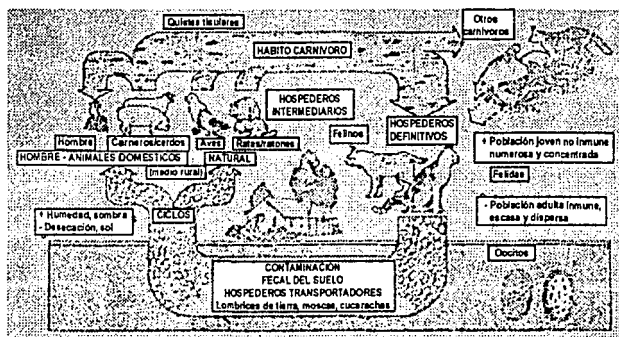 Quistes tisulares
Otros
carnívoros
HABITO CARNIVORO
HOSPEDEROS
INTERMEDIARIOS
HOSPEDEROS
DEFINITIVOS
Felinos
Hombre
Carneros/cerdos
Aves
Ratas/ratones
HOMBRE - ANIMALES DOMESTICOS
NATURAL
(medio rural)
+ Población joven no inmune
numerosa y concentrada
Felidas
- Población adulta inmune,
escasa y dispersa
+ Humedad, sombra
- Desecación, sol
CICLOS
Oocitos
CONTAMINACION
FECAL DEL SUELO
HOSPEDEROS TRANSPORTADORES
Lombrices de tierra, moscas, cucarachas